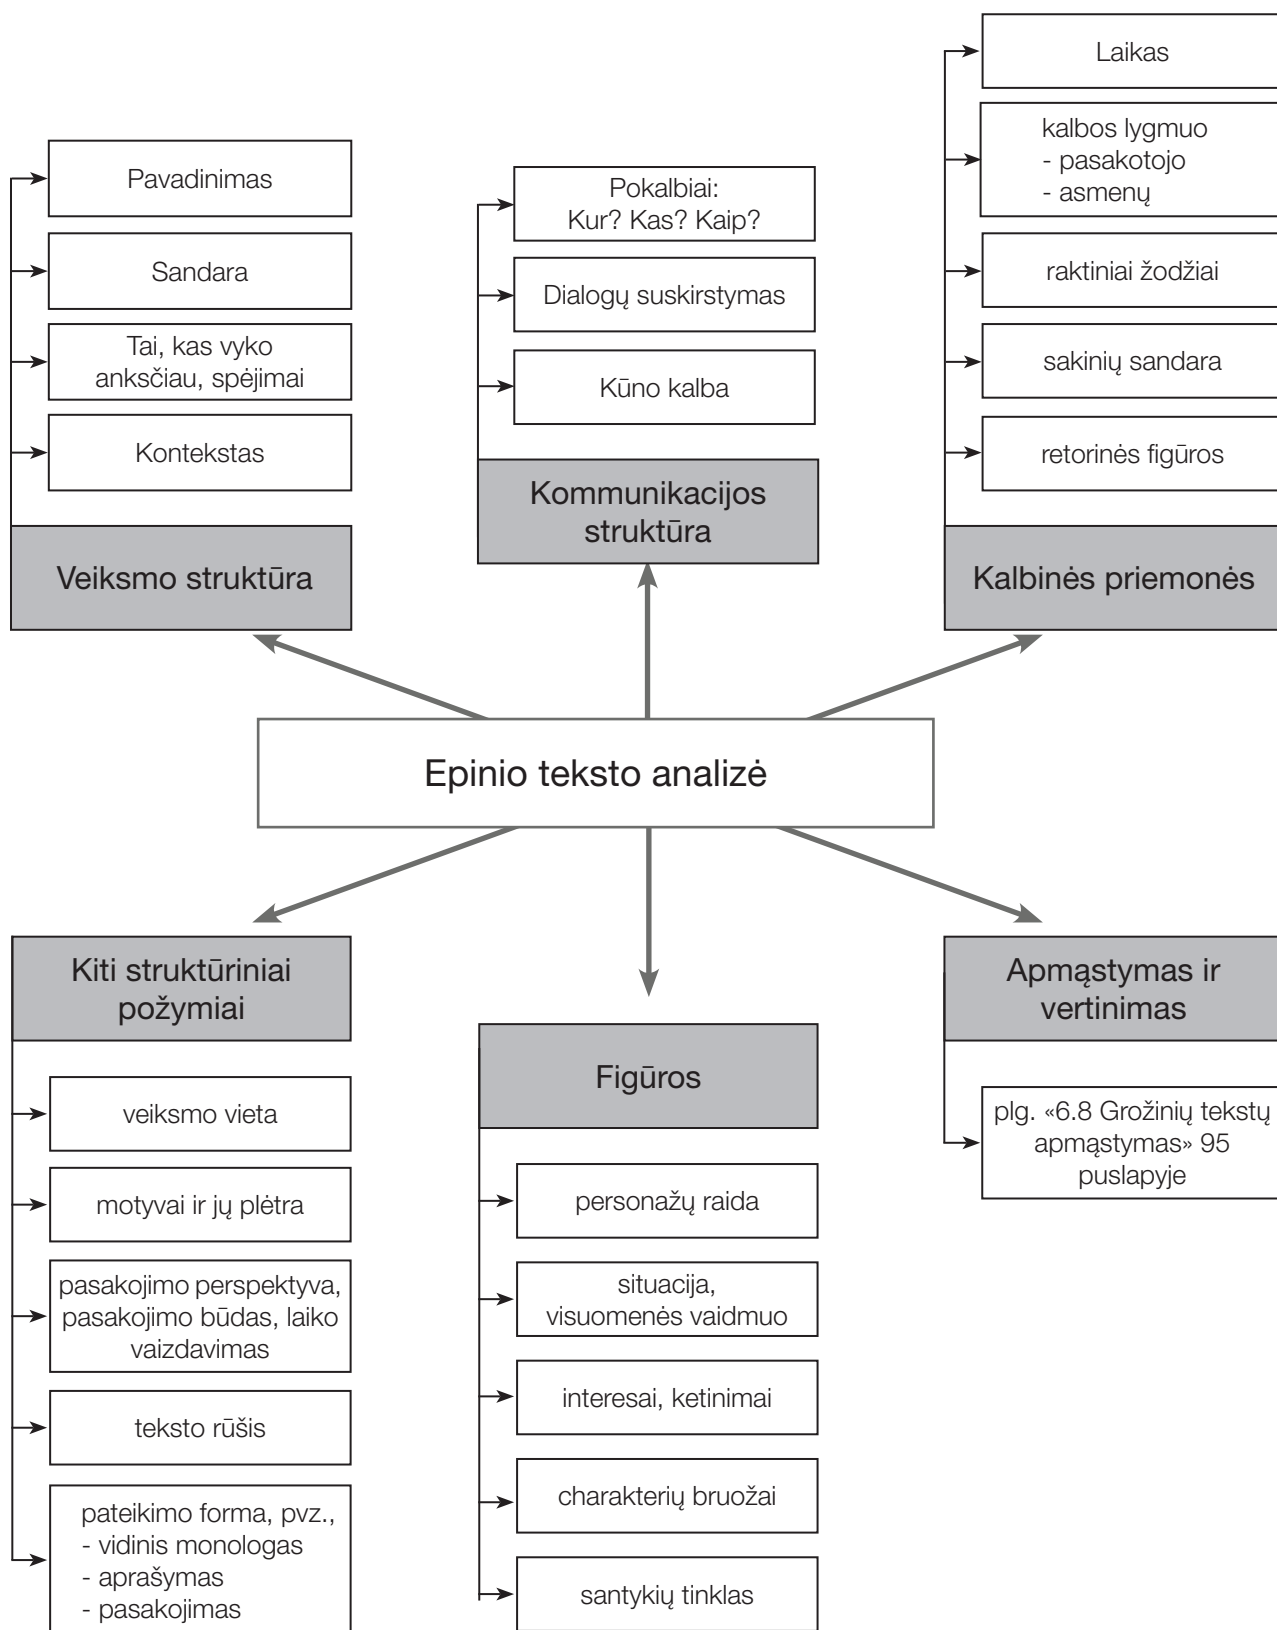 Pavadinimas
Sandara
Tai, kas vyko
anksčiau, spėjimai
Kontekstas
Veiksmo struktūra
Pokalbiai:
Kur? Kas? Kaip?
Dialogų suskirstymas
Kūno kalba
Kommunikacijos
struktūra
Laikas
kalbos lygmuo
- pasakotojo
- asmenų
raktiniai žodžiai
sakinių sandara
retorinės figūros
Kalbinės priemonės
Epinio teksto analizė
Kiti struktūriniai
požymiai
veiksmo vieta
motyvai ir jų plėtra
pasakojimo perspektyva,
pasakojimo būdas, laiko
vaizdavimas
teksto rūšis
pateikimo forma, pvz.,
- vidinis monologas
- aprašymas
- pasakojimas
Figūros
personažų raida
situacija,
visuomenės vaidmuo
interesai, ketinimai
charakterių bruožai
santykių tinklas
Apmąstymas ir
vertinimas
plg. «6.8 Grožinių tekstų
apmąstymas» 95
puslapyje